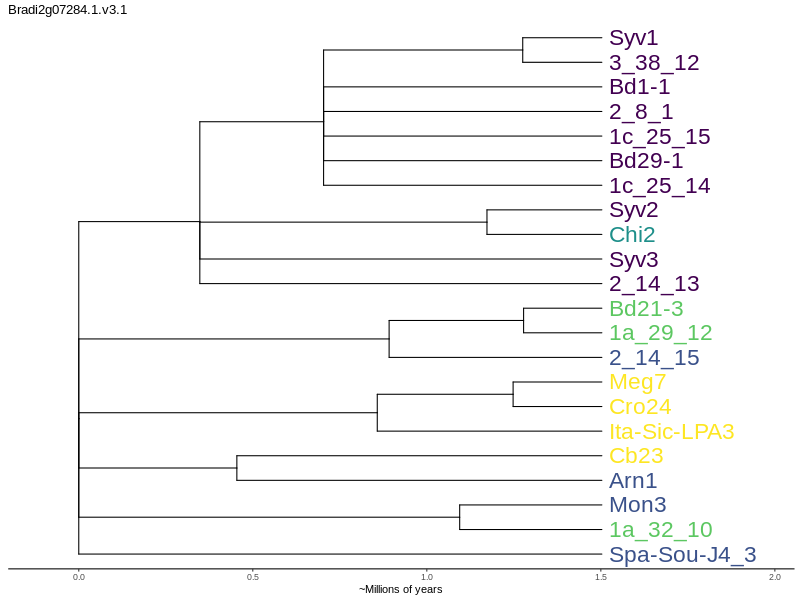 Bradi2g07284.1.v3.1
Syv1
3_38_12
Bd1-1
2_8_1
1c_25_15
Bd29-1
1c_25_14
Syv2
Chi2
Syv3
2_14_13
Bd21-3
1a_29_12
2_14_15
Meg7
Cro24
Ita-Sic-LPA3
Cb23
Arn1
Mon3
1a_32_10
Spa-Sou-J4_3
0.0 0.5 1.0 1.5 2.0
~Millions of years